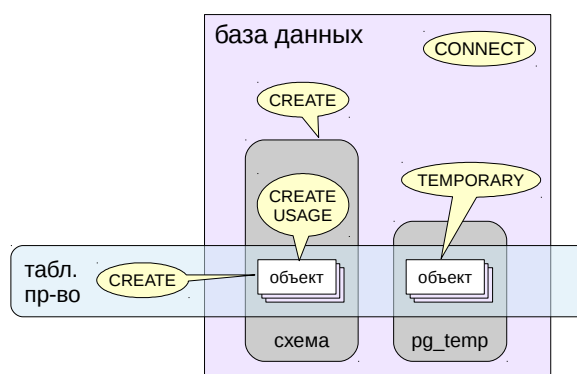 база данных
CONNECT
CREATE
TEMPORARY
CREATE
USAGE
табл.
пр-во
CREATE
объект
объект
схема
pg_temp